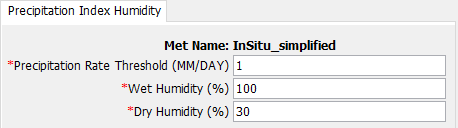 Precipitation Index Humidity
Met Name: InSitu_simplified
*Precipitation Rate Threshold (MM/DAY) 1
*Wet Humidity (%) 100
*Dry Humidity (%) 30